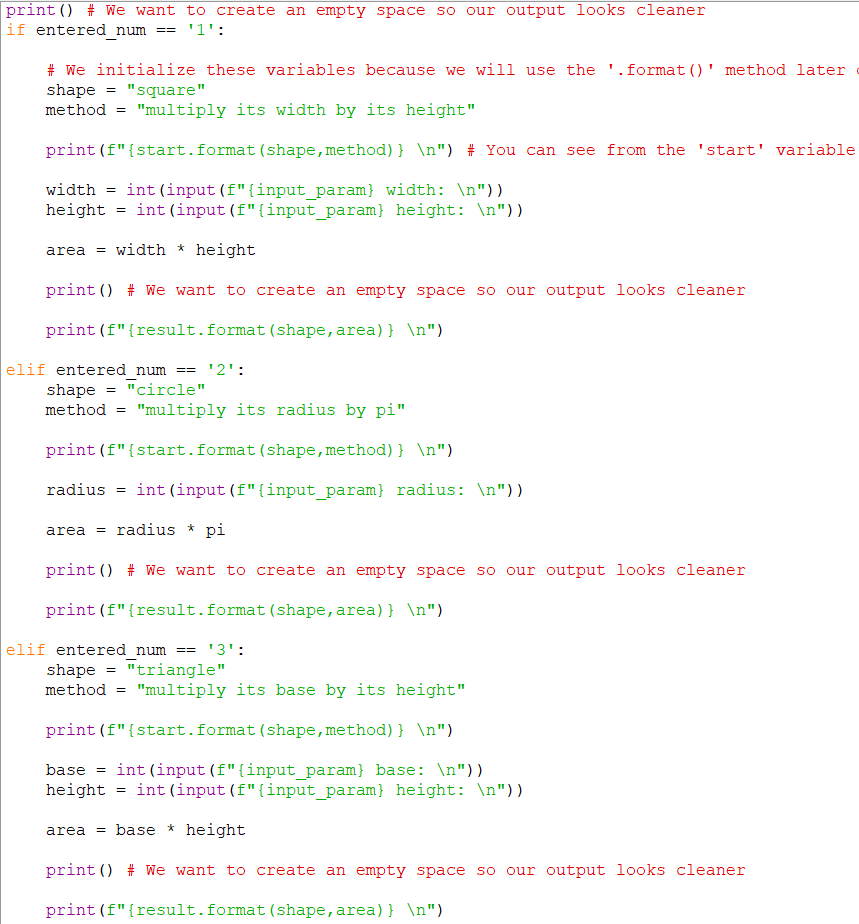 print() # We want to create an empty space so our output looks cleaner
if entered_num == '1':
    # We initialize these variables because we will use the '.format()' method later
    shape = "square"
    method = "multiply its width by its height"
    print(f"{start.format(shape,method)} \n") # You can see from the 'start' variable
    width = int(input(f"{input_param} width: \n"))
    height = int(input(f"{input_param} height: \n"))
    area = width * height
    print() # We want to create an empty space so our output looks cleaner
    print(f"{result.format(shape,area)} \n")
elif entered_num == '2':
    shape = "circle"
    method = "multiply its radius by pi"
    print(f"{start.format(shape,method)} \n")
    radius = int(input(f"{input_param} radius: \n"))
    area = radius * pi
    print() # We want to create an empty space so our output looks cleaner
    print(f"{result.format(shape,area)} \n")
elif entered_num == '3':
    shape = "triangle"
    method = "multiply its base by its height"
    print(f"{start.format(shape,method)} \n")
    base = int(input(f"{input_param} base: \n"))
    height = int(input(f"{input_param} height: \n"))
    area = base * height
    print() # We want to create an empty space so our output looks cleaner
    print(f"{result.format(shape,area)} \n")